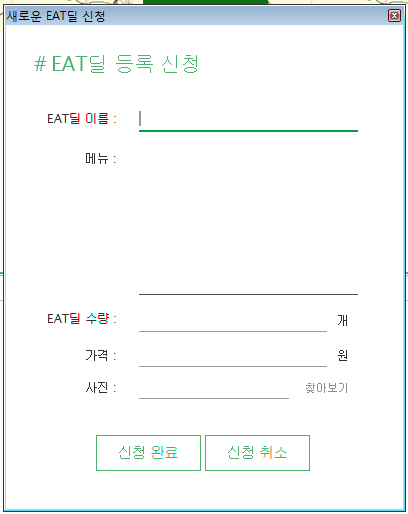 새로운 EAT딜 신청
# EAT딜 등록 신청
EAT딜 이름 :
메뉴 :
EAT딜 수량 : 개
가격 : 원
사진 : 찾아보기
신청 완료 신청 취소